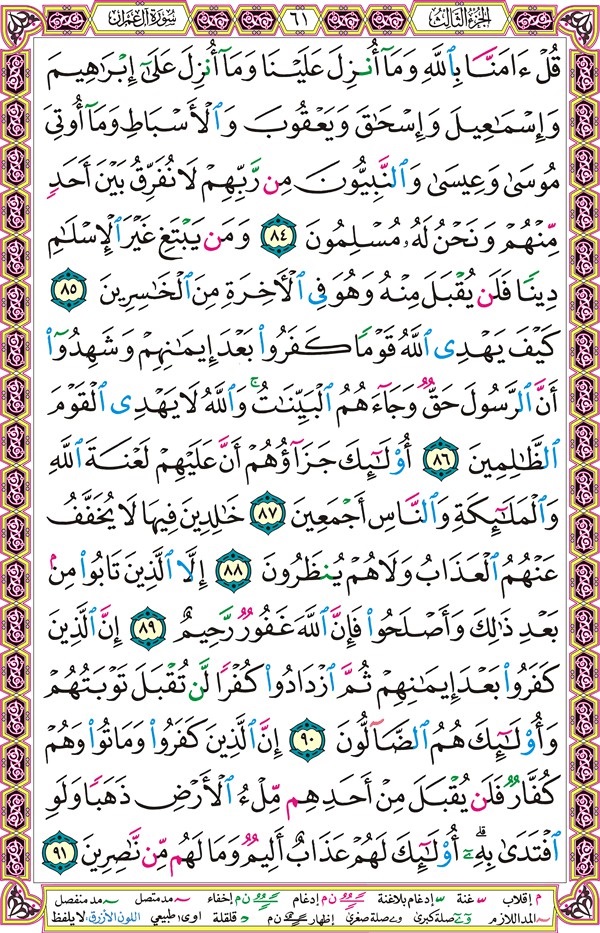 الجزء الثالث
٦١
سورة آل عمران
قُلْ ءَامَنَّا بِٱللَّهِ وَمَآ أُنزِلَ عَلَيْنَا وَمَآ أُنزِلَ عَلَىٰٓ إِبْرَٰهِيمَ
وَإِسْمَٰعِيلَ وَإِسْحَٰقَ وَيَعْقُوبَ وَٱلْأَسْبَاطِ وَمَآ أُوتِىَ
مُوسَىٰ وَعِيسَىٰ وَٱلنَّبِيُّونَ مِن رَّبِّهِمْ لَا نُفَرِّقُ بَيْنَ أَحَدٍ
مِّنْهُمْ وَنَحْنُ لَهُۥ مُسْلِمُونَ ٨٤ وَمَن يَبْتَغِ غَيْرَ ٱلْإِسْلَٰمِ
دِينًا فَلَن يُقْبَلَ مِنْهُ وَهُوَ فِى ٱلْأَخِرَةِ مِنَ ٱلْخَٰسِرِينَ ٨٥
كَيْفَ يَهْدِى ٱللَّهُ قَوْمًا كَفَرُوا۟ بَعْدَ إِيمَٰنِهِمْ وَشَهِدُوٓا۟
أَنَّ ٱلرَّسُولَ حَقٌّ وَجَآءَهُمُ ٱلْبَيِّنَٰتُ ۚ وَٱللَّهُ لَا يَهْدِى ٱلْقَوْمَ
ٱلظَّٰلِمِينَ ٨٦ أُو۟لَٰٓئِكَ جَزَآؤُهُمْ أَنَّ عَلَيْهِمْ لَعْنَةَ ٱللَّهِ
وَٱلْمَلَٰٓئِكَةِ وَٱلنَّاسِ أَجْمَعِينَ ٨٧ خَٰلِدِينَ فِيهَا لَا يُخَفَّفُ
عَنْهُمُ ٱلْعَذَابُ وَلَا هُمْ يُنظَرُونَ ٨٨ إِلَّا ٱلَّذِينَ تَابُوا۟ مِنۢ
بَعْدِ ذَٰلِكَ وَأَصْلَحُوا۟ فَإِنَّ ٱللَّهَ غَفُورٌ رَّحِيمٌ ٨٩ إِنَّ ٱلَّذِينَ
كَفَرُوا۟ بَعْدَ إِيمَٰنِهِمْ ثُمَّ ٱزْدَادُوا۟ كُفْرًا لَّن تُقْبَلَ تَوْبَتُهُمْ
وَأُو۟لَٰٓئِكَ هُمُ ٱلضَّآلُّونَ ٩٠ إِنَّ ٱلَّذِينَ كَفَرُوا۟ وَمَاتُوا۟ وَهُمْ
كُفَّارٌ فَلَن يُقْبَلَ مِنْ أَحَدِهِم مِّلْءُ ٱلْأَرْضِ ذَهَبًا وَلَوِ
ٱفْتَدَىٰ بِهِۦٓ ۗ أُو۟لَٰٓئِكَ لَهُمْ عَذَابٌ أَلِيمٌ وَمَا لَهُم مِّن نَّٰصِرِينَ ٩١
م إقلاب غنة إدغام بلاغنة ن م إدغام ن م إخفاء مد متصل مد منفصل
المد اللازم صلة كبرى صلة صغرى إظهار ن م قلقلة اوى طبيعي اللون الأزرق: لا يلفظ